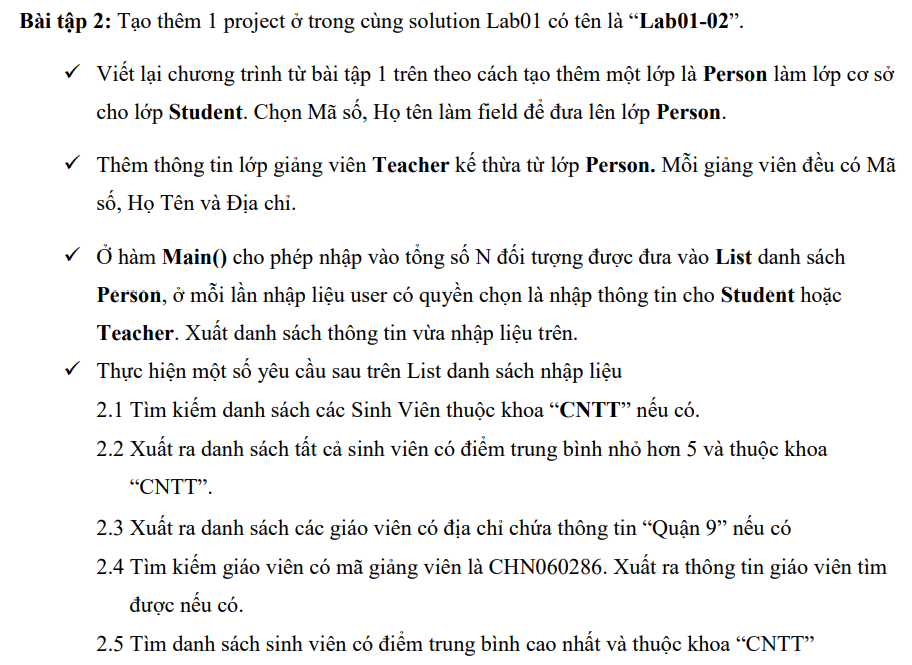 Bài tập 2: Tạo thêm 1 project ở trong cùng solution Lab01 có tên là “Lab01-02”.
✓ Viết lại chương trình từ bài tập 1 trên theo cách tạo thêm một lớp là Person làm lớp cơ sở
cho lớp Student. Chọn Mã số, Họ tên làm field để đưa lên lớp Person.
✓ Thêm thông tin lớp giảng viên Teacher kế thừa từ lớp Person. Mỗi giảng viên đều có Mã
số, Họ Tên và Địa chỉ.
✓ Ở hàm Main() cho phép nhập vào tổng số N đối tượng được đưa vào List danh sách
Person, ở mỗi lần nhập liệu user có quyền chọn là nhập thông tin cho Student hoặc
Teacher. Xuất danh sách thông tin vừa nhập liệu trên.
✓ Thực hiện một số yêu cầu sau trên List danh sách nhập liệu
2.1 Tìm kiếm danh sách các Sinh Viên thuộc khoa “CNTT” nếu có.
2.2 Xuất ra danh sách tất cả sinh viên có điểm trung bình nhỏ hơn 5 và thuộc khoa
“CNTT”.
2.3 Xuất ra danh sách các giáo viên có địa chỉ chứa thông tin “Quận 9” nếu có
2.4 Tìm kiếm giáo viên có mã giảng viên là CHN060286. Xuất ra thông tin giáo viên tìm
được nếu có.
2.5 Tìm danh sách sinh viên có điểm trung bình cao nhất và thuộc khoa “CNTT”